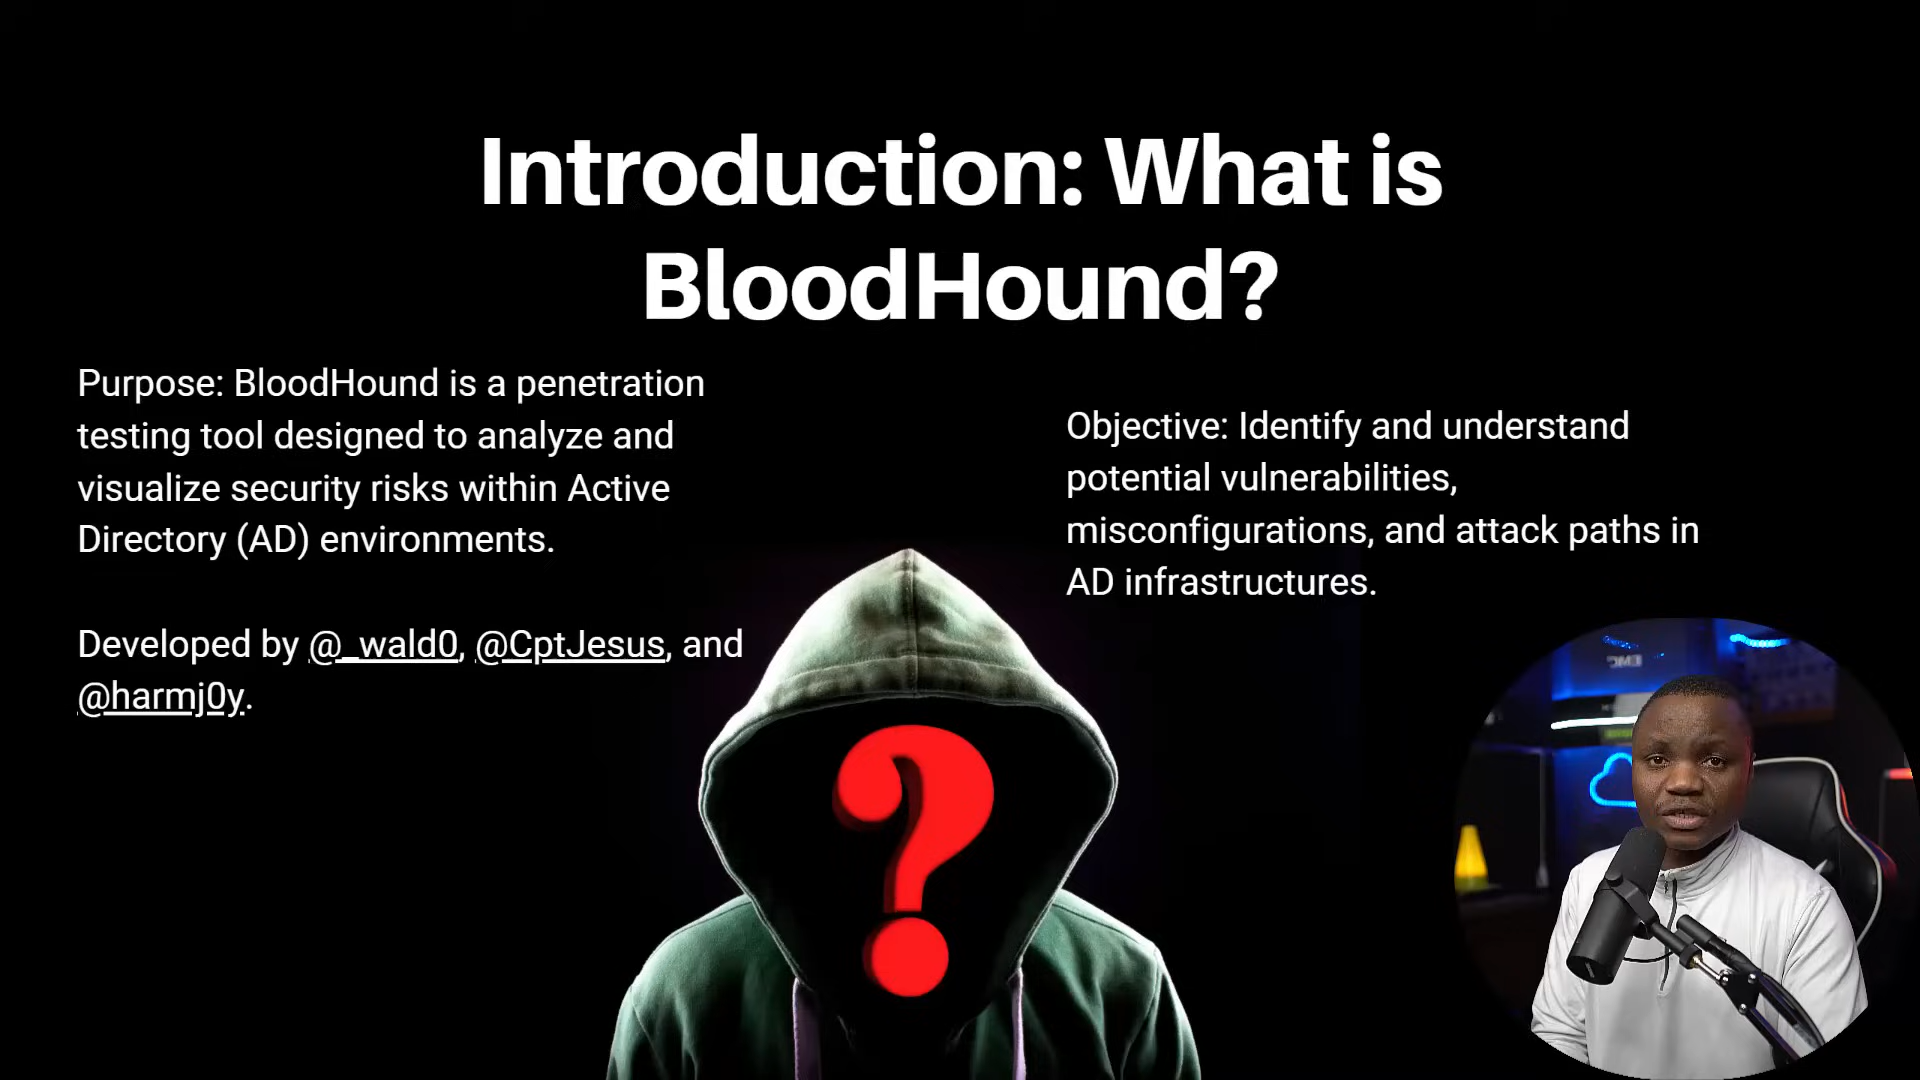 Introduction: What is
BloodHound?
Purpose: BloodHound is a penetration
testing tool designed to analyze and
visualize security risks within Active
Directory (AD) environments.
Developed by @_wald0, @CptJesus, and
@harmj0y.
Objective: Identify and understand
potential vulnerabilities,
misconfigurations, and attack paths in
AD infrastructures.